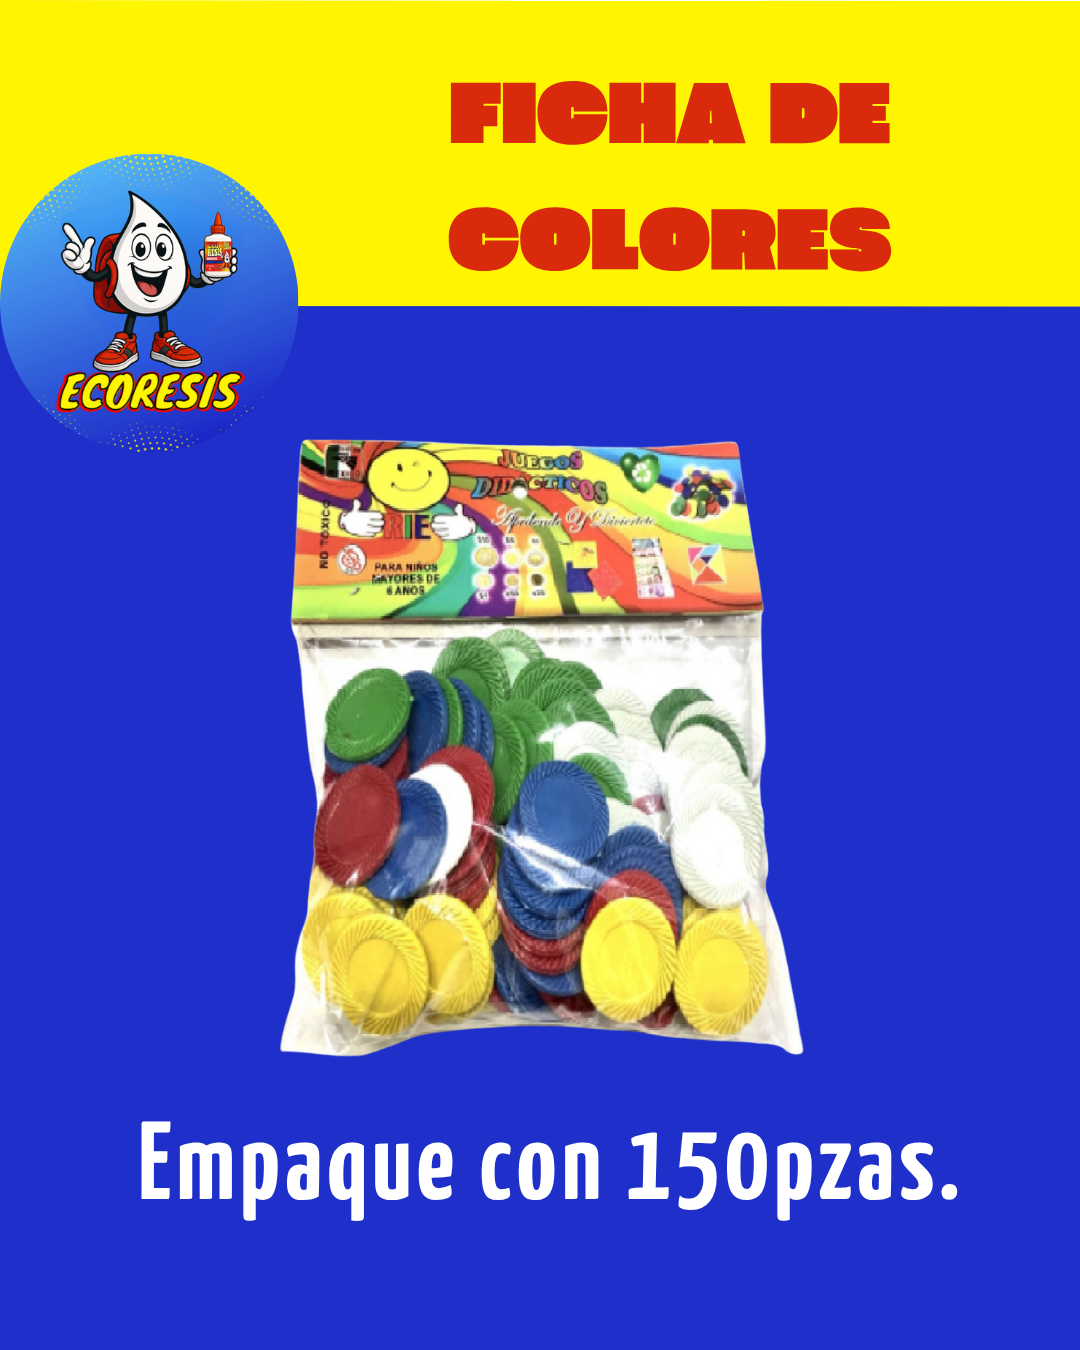 FICHA DE
COLORES
ECORESIS
JUEGOS
DIDÁCTICOS
Aprende Y Diviertete
RIE
NO TOXICO
PARA NIÑOS
MAYORES DE
6 AÑOS
Empaque con 150pzas.